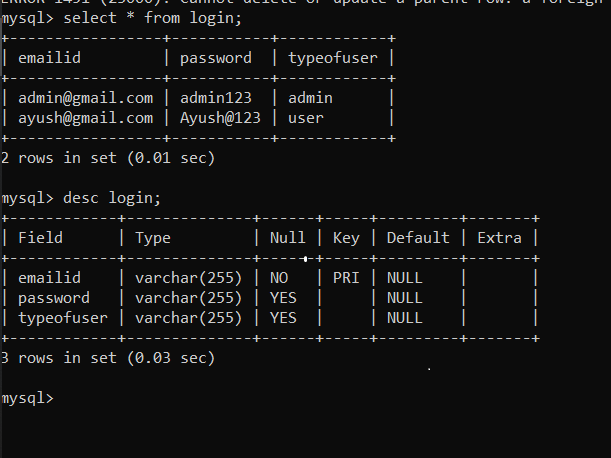 ERROR 1451 (23000): Cannot delete or update a parent row: a foreign
mysql> select * from login;
+-----------------+-----------+------------+
| emailid         | password  | typeofuser |
+-----------------+-----------+------------+
| admin@gmail.com | admin123  | admin      |
| ayush@gmail.com | Ayush@123 | user       |
+-----------------+-----------+------------+
2 rows in set (0.01 sec)
mysql> desc login;
+------------+--------------+------+-----+---------+-------+
| Field      | Type         | Null | Key | Default | Extra |
+------------+--------------+------+-----+---------+-------+
| emailid    | varchar(255) | NO   | PRI | NULL    |       |
| password   | varchar(255) | YES  |     | NULL    |       |
| typeofuser | varchar(255) | YES  |     | NULL    |       |
+------------+--------------+------+-----+---------+-------+
3 rows in set (0.03 sec)
mysql>